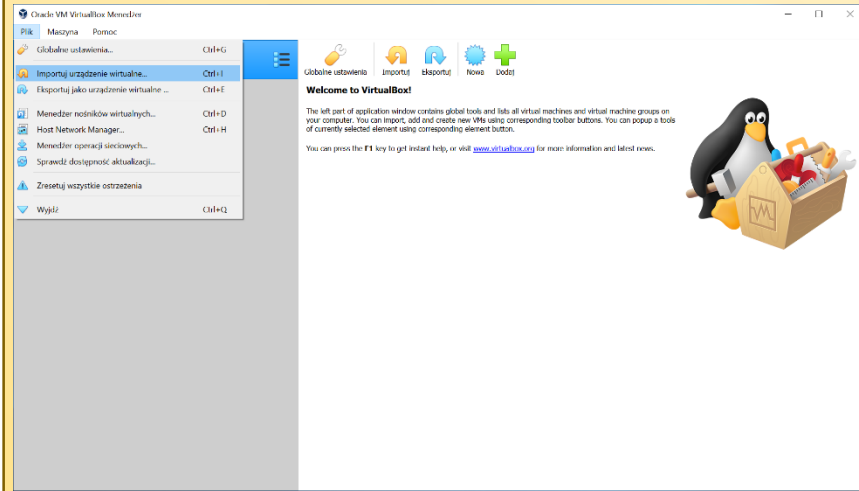 Oracle VM VirtualBox Menedżer
Plik Maszyna Pomoc
Globalne ustawienia... Ctrl+G
Importuj urządzenie wirtualne... Ctrl+I
Eksportuj jako urządzenie wirtualne ... Ctrl+E
Menedżer nośników wirtualnych... Ctrl+D
Host Network Manager... Ctrl+H
Menedżer operacji sieciowych...
Sprawdź dostępność aktualizacji...
Zresetuj wszystkie ostrzeżenia
Wyjdź Ctrl+Q
Globalne ustawienia Importuj Eksportuj Nowa Dodaj
Welcome to VirtualBox!
The left part of application window contains global tools and lists all virtual machines and virtual machine groups on
your computer. You can import, add and create new VMs using corresponding toolbar buttons. You can popup a tools
of currently selected element using corresponding element button.
You can press the F1 key to get instant help, or visit www.virtualbox.org for more information and latest news.